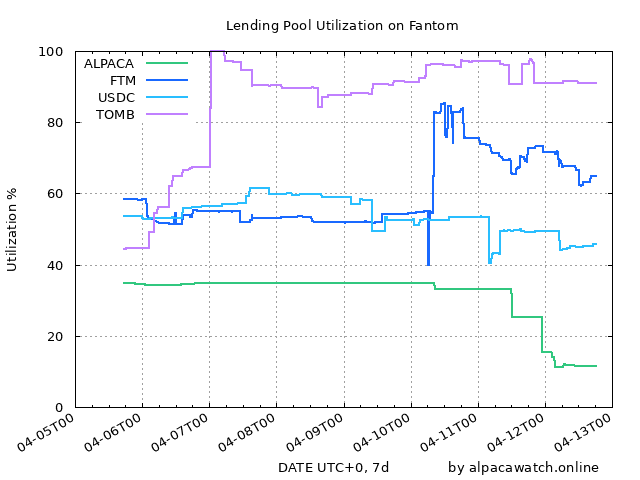 Lending Pool Utilization on Fantom
Utilization %
100
80
60
40
20
0
ALPACA
FTM
USDC
TOMB
04-05T00
04-06T00
04-07T00
04-08T00
04-09T00
04-10T00
04-11T00
04-12T00
04-13T00
DATE UTC+0, 7d
by alpacawatch.online